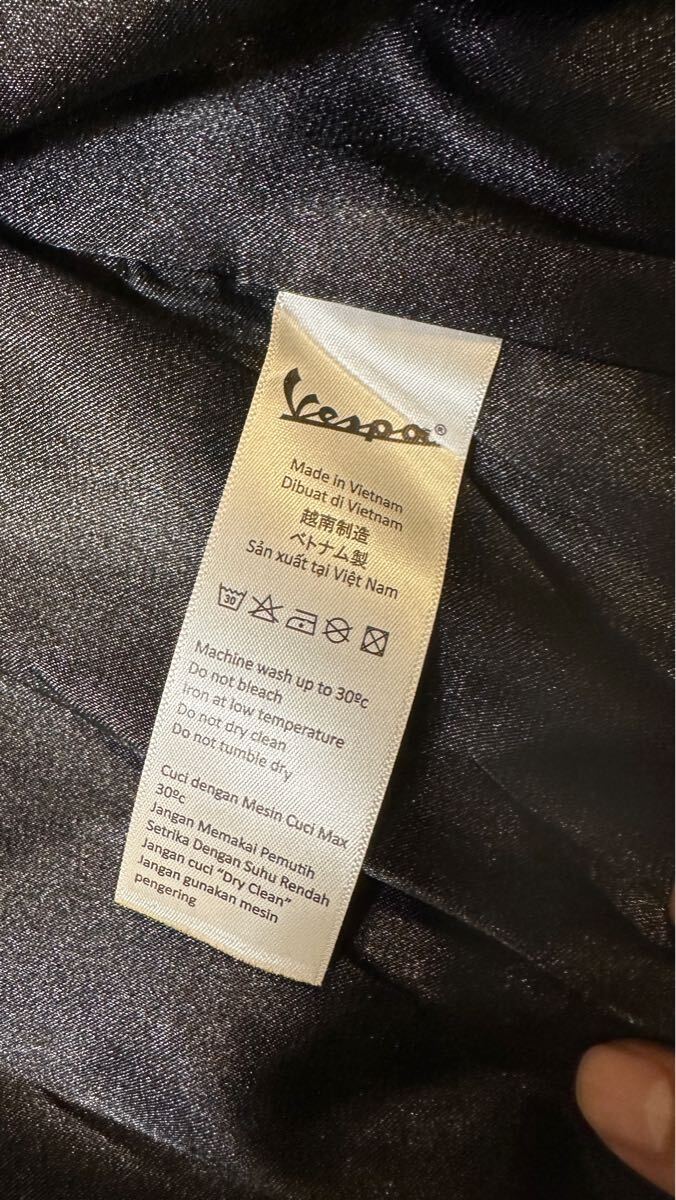 Vespa®
Made in Vietnam
Dibuat di Vietnam
越南制造
ベトナム製
Sản xuất tại Việt Nam
30
Machine wash up to 30ºc
Do not bleach
Iron at low temperature
Do not dry clean
Do not tumble dry
Cuci dengan Mesin Cuci Max
30ºc
Jangan Memakai Pemutih
Setrika Dengan Suhu Rendah
Jangan cuci “Dry Clean”
Jangan gunakan mesin
pengering